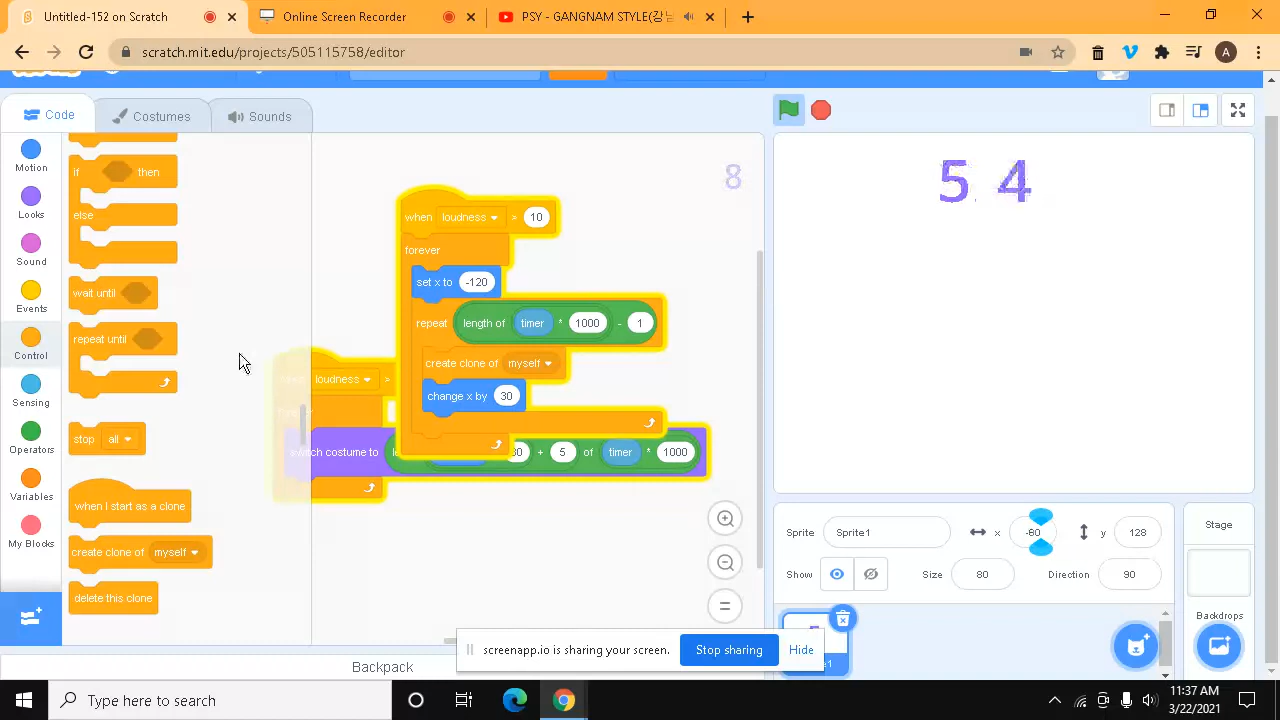 Untitled-152 on Scratch
Online Screen Recorder
PSY - GANGNAM STYLE(강
scratch.mit.edu/projects/505115758/editor
A
Code
Costumes
Sounds
Motion
Looks
Sound
Events
Control
Sensing
Operators
Variables
My Blocks
if then
else
wait until
repeat until
stop all
when I start as a clone
create clone of myself
delete this clone
8
when loudness > 10
forever
set x to -120
repeat length of timer * 1000 - 1
create clone of myself
change x by 30
loudness >
switch costume to + 5 of timer * 1000
5 4
Sprite Sprite1 x -80 y 128
Show Size 80 Direction 90
Stage
Backdrops
Backpack
screenapp.io is sharing your screen. Stop sharing Hide
Type here to search
11:37 AM
3/22/2021